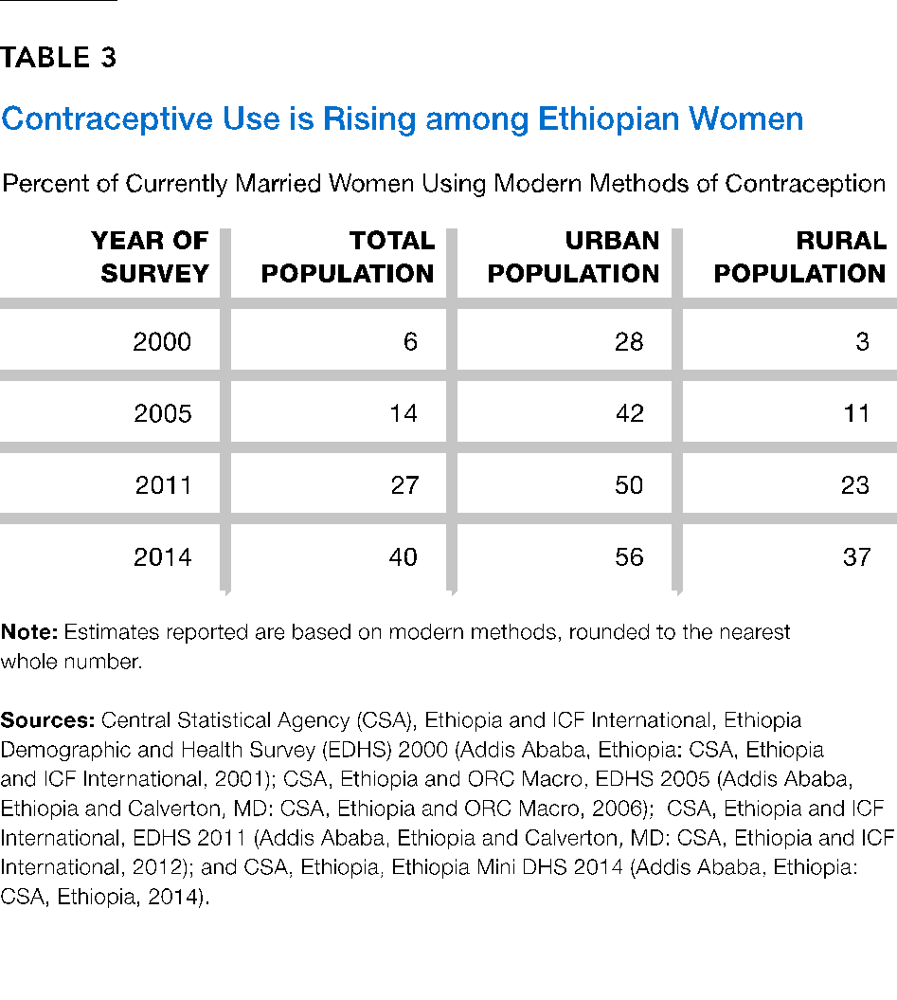 TABLE 3
Contraceptive Use is Rising among Ethiopian Women
Percent of Currently Married Women Using Modern Methods of Contraception
YEAR OF SURVEY TOTAL POPULATION URBAN POPULATION RURAL POPULATION
2000 6 28 3
2005 14 42 11
2011 27 50 23
2014 40 56 37
Note: Estimates reported are based on modern methods, rounded to the nearest
whole number.
Sources: Central Statistical Agency (CSA), Ethiopia and ICF International, Ethiopia
Demographic and Health Survey (EDHS) 2000 (Addis Ababa, Ethiopia: CSA, Ethiopia
and ICF International, 2001); CSA, Ethiopia and ORC Macro, EDHS 2005 (Addis Ababa,
Ethiopia and Calverton, MD: CSA, Ethiopia and ORC Macro, 2006); CSA, Ethiopia and ICF
International, EDHS 2011 (Addis Ababa, Ethiopia and Calverton, MD: CSA, Ethiopia and ICF
International, 2012); and CSA, Ethiopia, Ethiopia Mini DHS 2014 (Addis Ababa, Ethiopia:
CSA, Ethiopia, 2014).